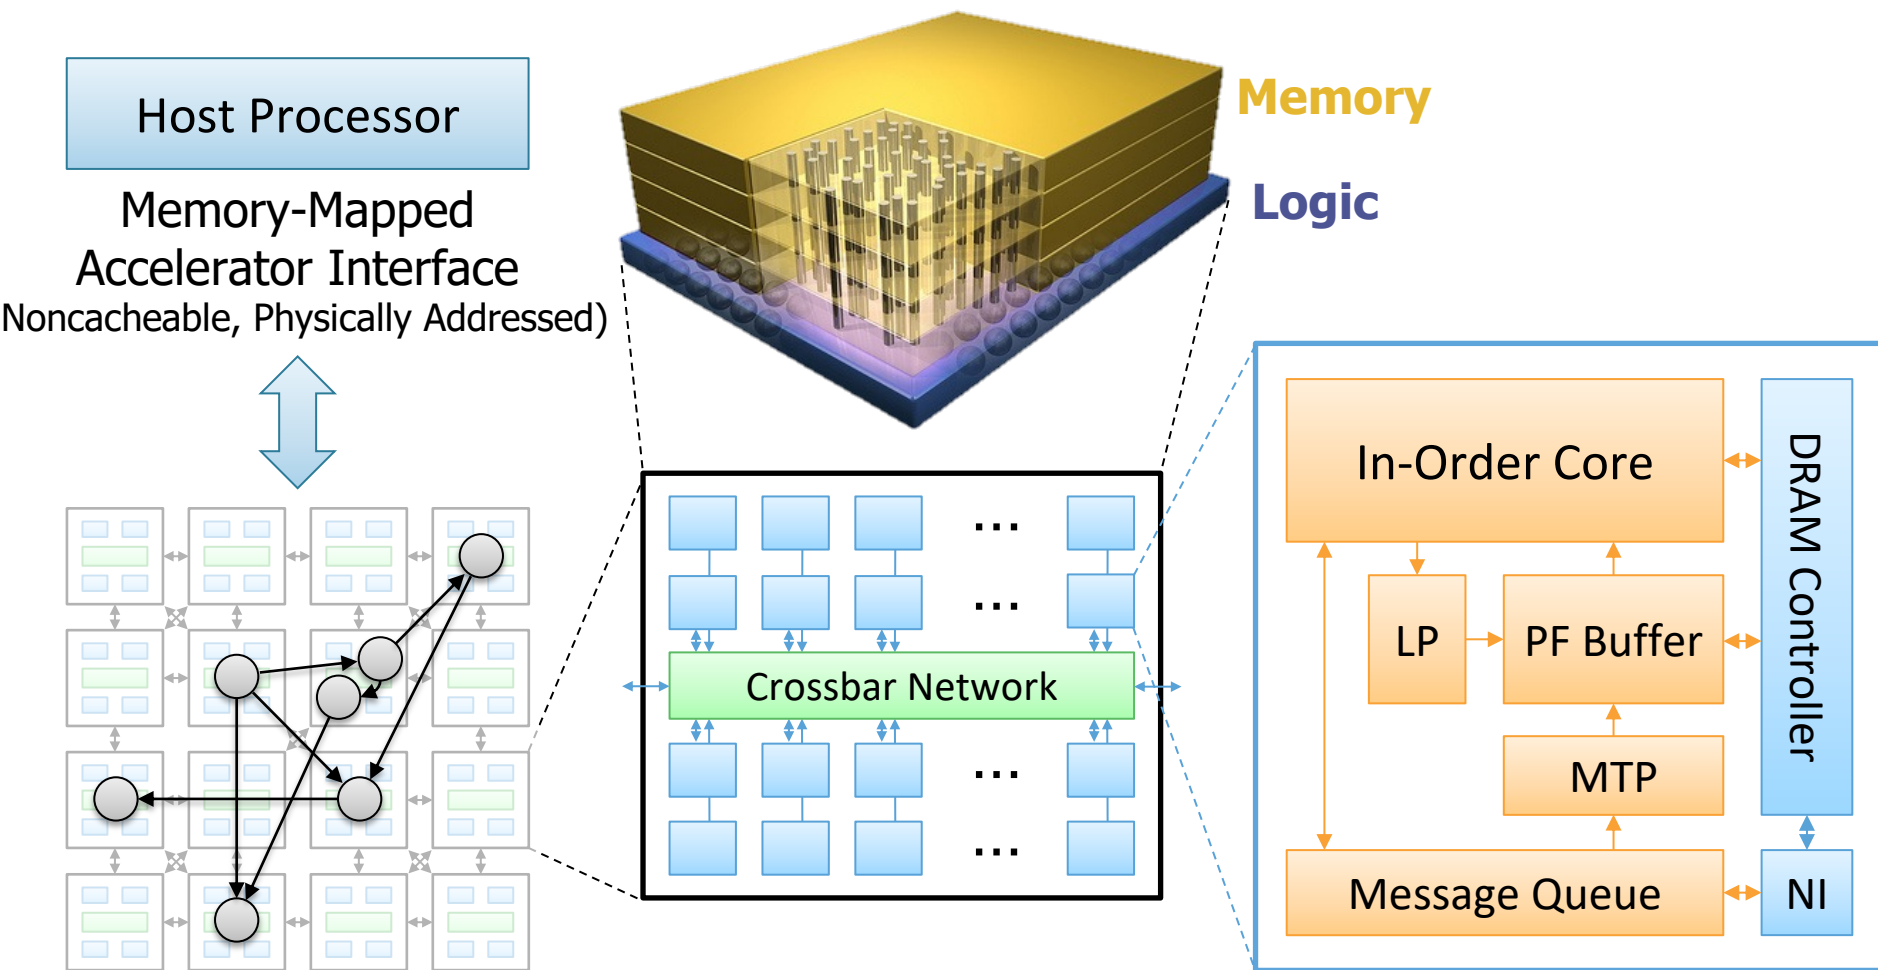 Host Processor
Memory-Mapped
Accelerator Interface
Noncacheable, Physically Addressed)
Memory
Logic
...
...
Crossbar Network
...
...
In-Order Core
DRAM Controller
LP
PF Buffer
MTP
Message Queue
NI